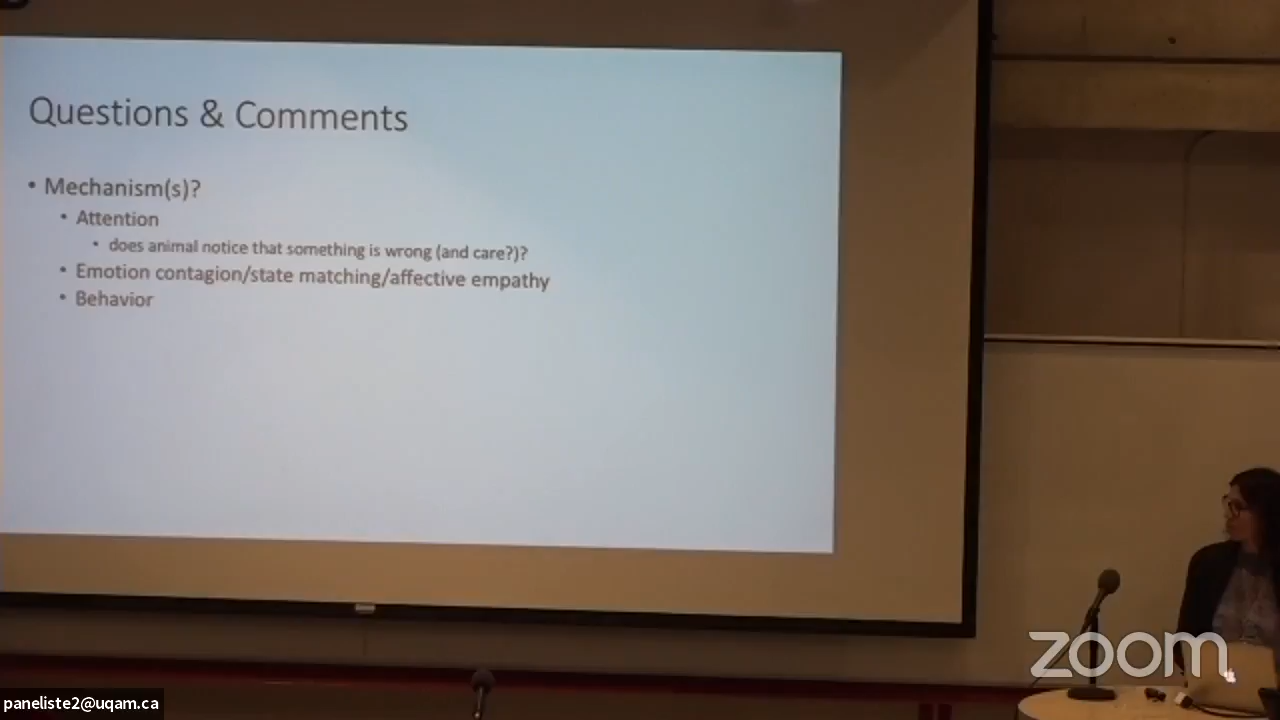 Questions & Comments
• Mechanism(s)?
• Attention
• does animal notice that something is wrong (and care?)?
• Emotion contagion/state matching/affective empathy
• Behavior
zoom
paneliste2@uqam.ca